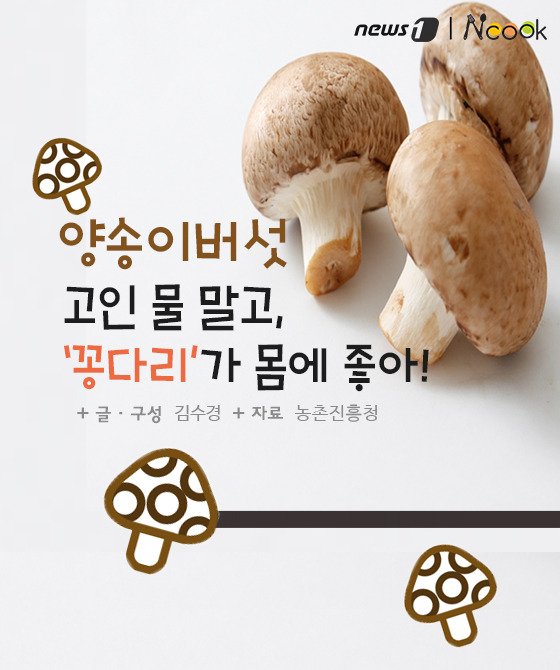 news1 | Ncook
양송이버섯
고인 물 말고,
‘꽁다리’가 몸에 좋아!
+ 글 · 구성 김수경 + 자료 농촌진흥청